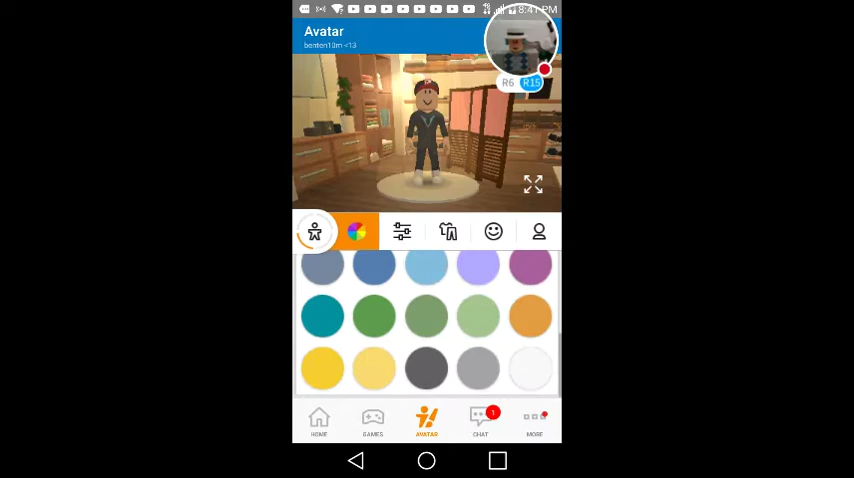 8:41 PM
Avatar
benten10m <13
R6 R15
HOME
GAMES
AVATAR
1
CHAT
MORE